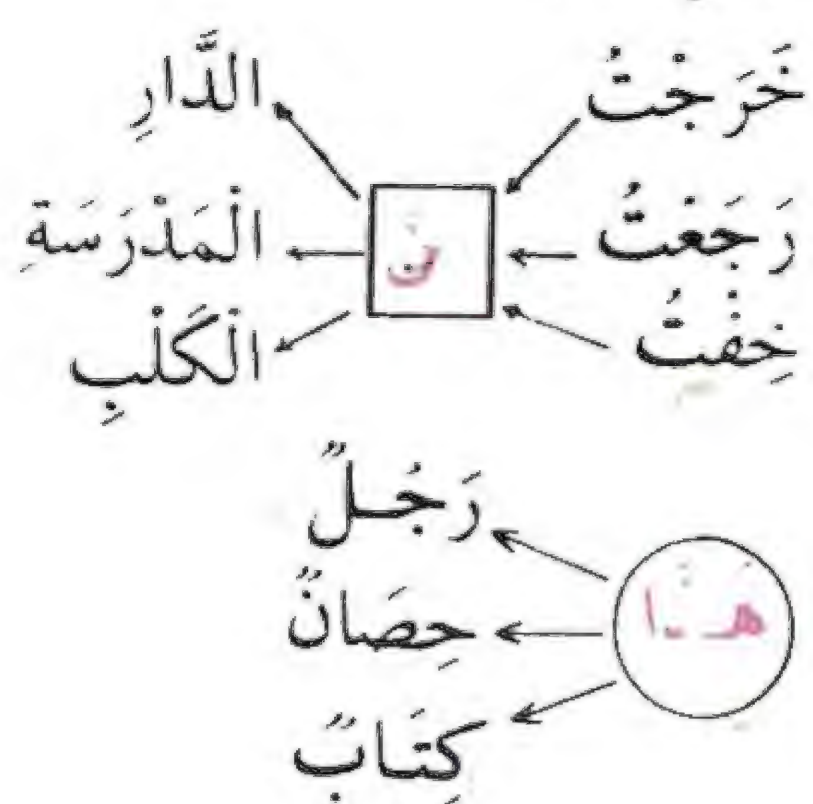 خَرَجْتُ الدَّارِ
رَجَعْتُ نَ الْمَدْرَسَةِ
خِفْتُ الْكَلْبِ
رَجُلٌ
هَـ ـَا حِصَانٌ
كِتَابٌ